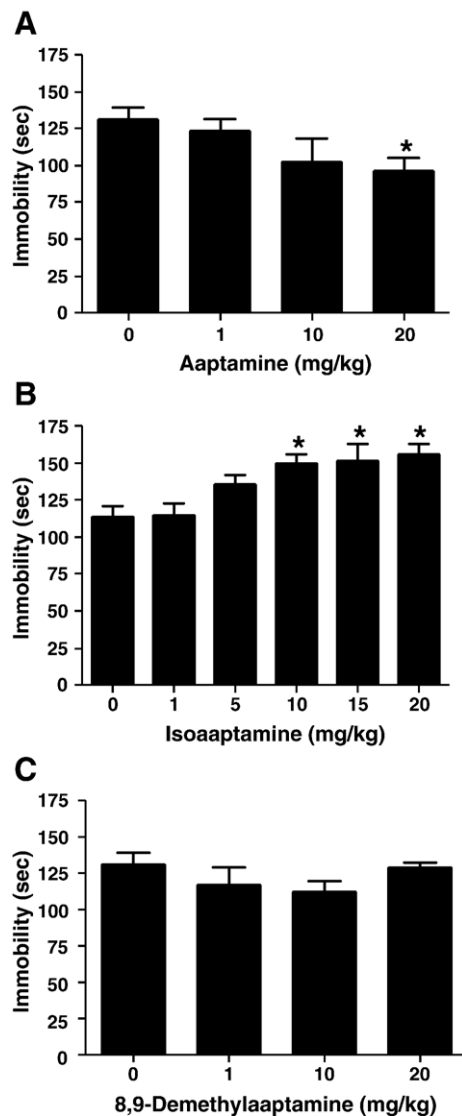 A
175
150
125
100
75
50
25
0
Immobility (sec)
*
0 1 10 20
Aaptamine (mg/kg)
B
175
150
125
100
75
50
25
0
Immobility (sec)
* * *
0 1 5 10 15 20
Isoaaptamine (mg/kg)
C
175
150
125
100
75
50
25
0
Immobility (sec)
0 1 10 20
8,9-Demethylaaptamine (mg/kg)